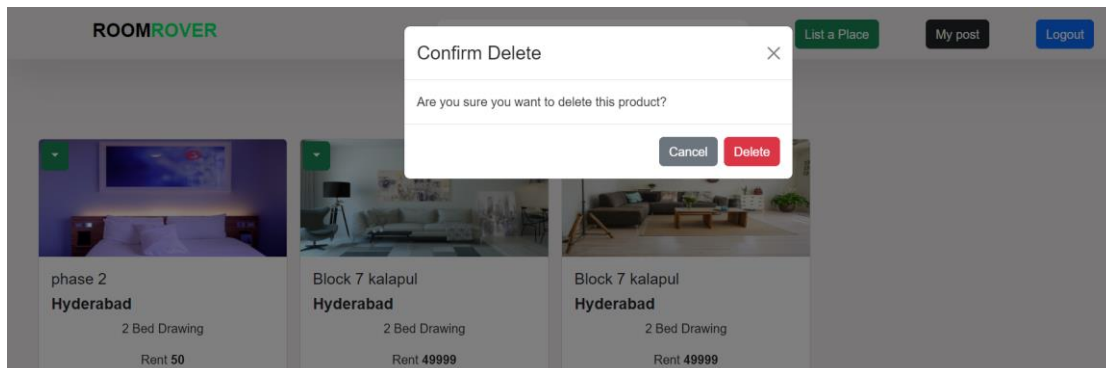 ROOMROVER
List a Place
My post
Logout
Confirm Delete
Are you sure you want to delete this product?
Cancel
Delete
phase 2
Hyderabad
2 Bed Drawing
Rent 50
Block 7 kalapul
Hyderabad
2 Bed Drawing
Rent 49999
Block 7 kalapul
Hyderabad
2 Bed Drawing
Rent 49999